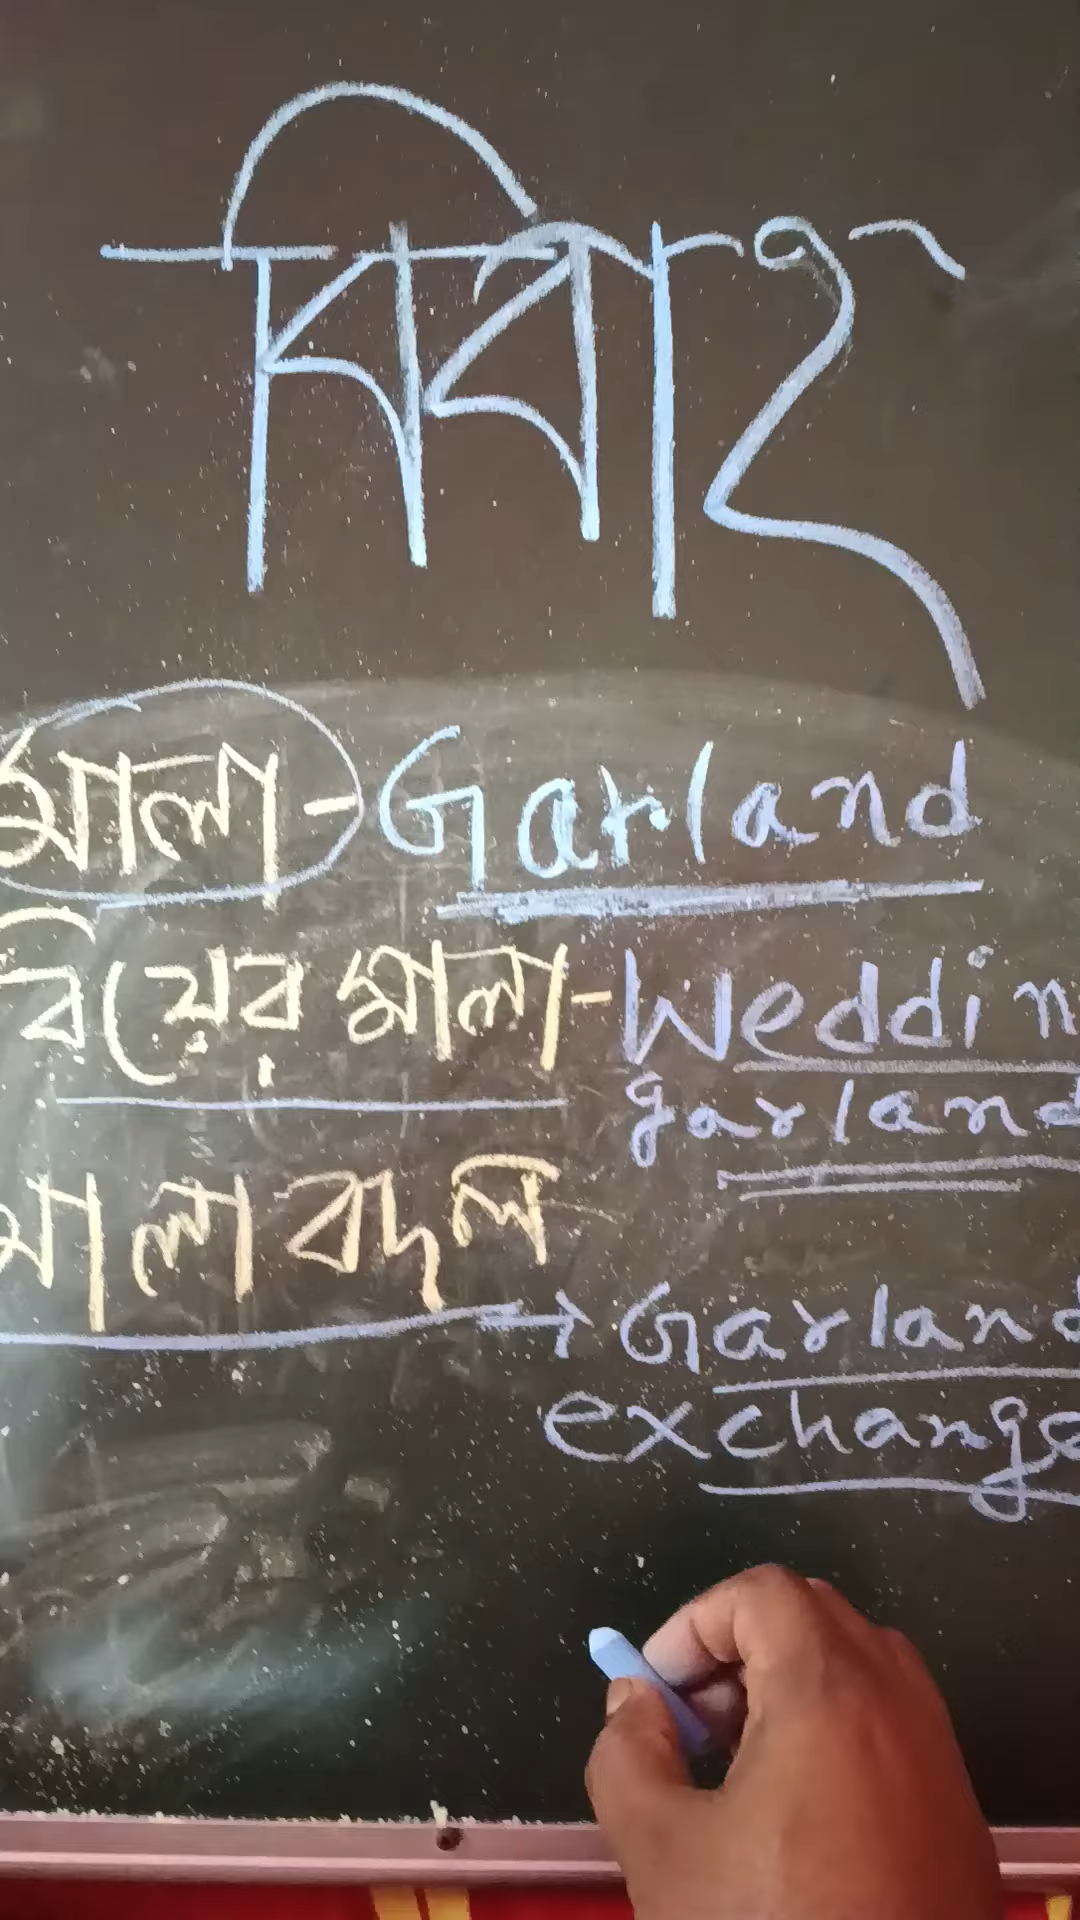 বিবাহ
মালা - Garland
বিয়ের মালা - Weddin
garland
মালা বদল
→ Garland
exchange